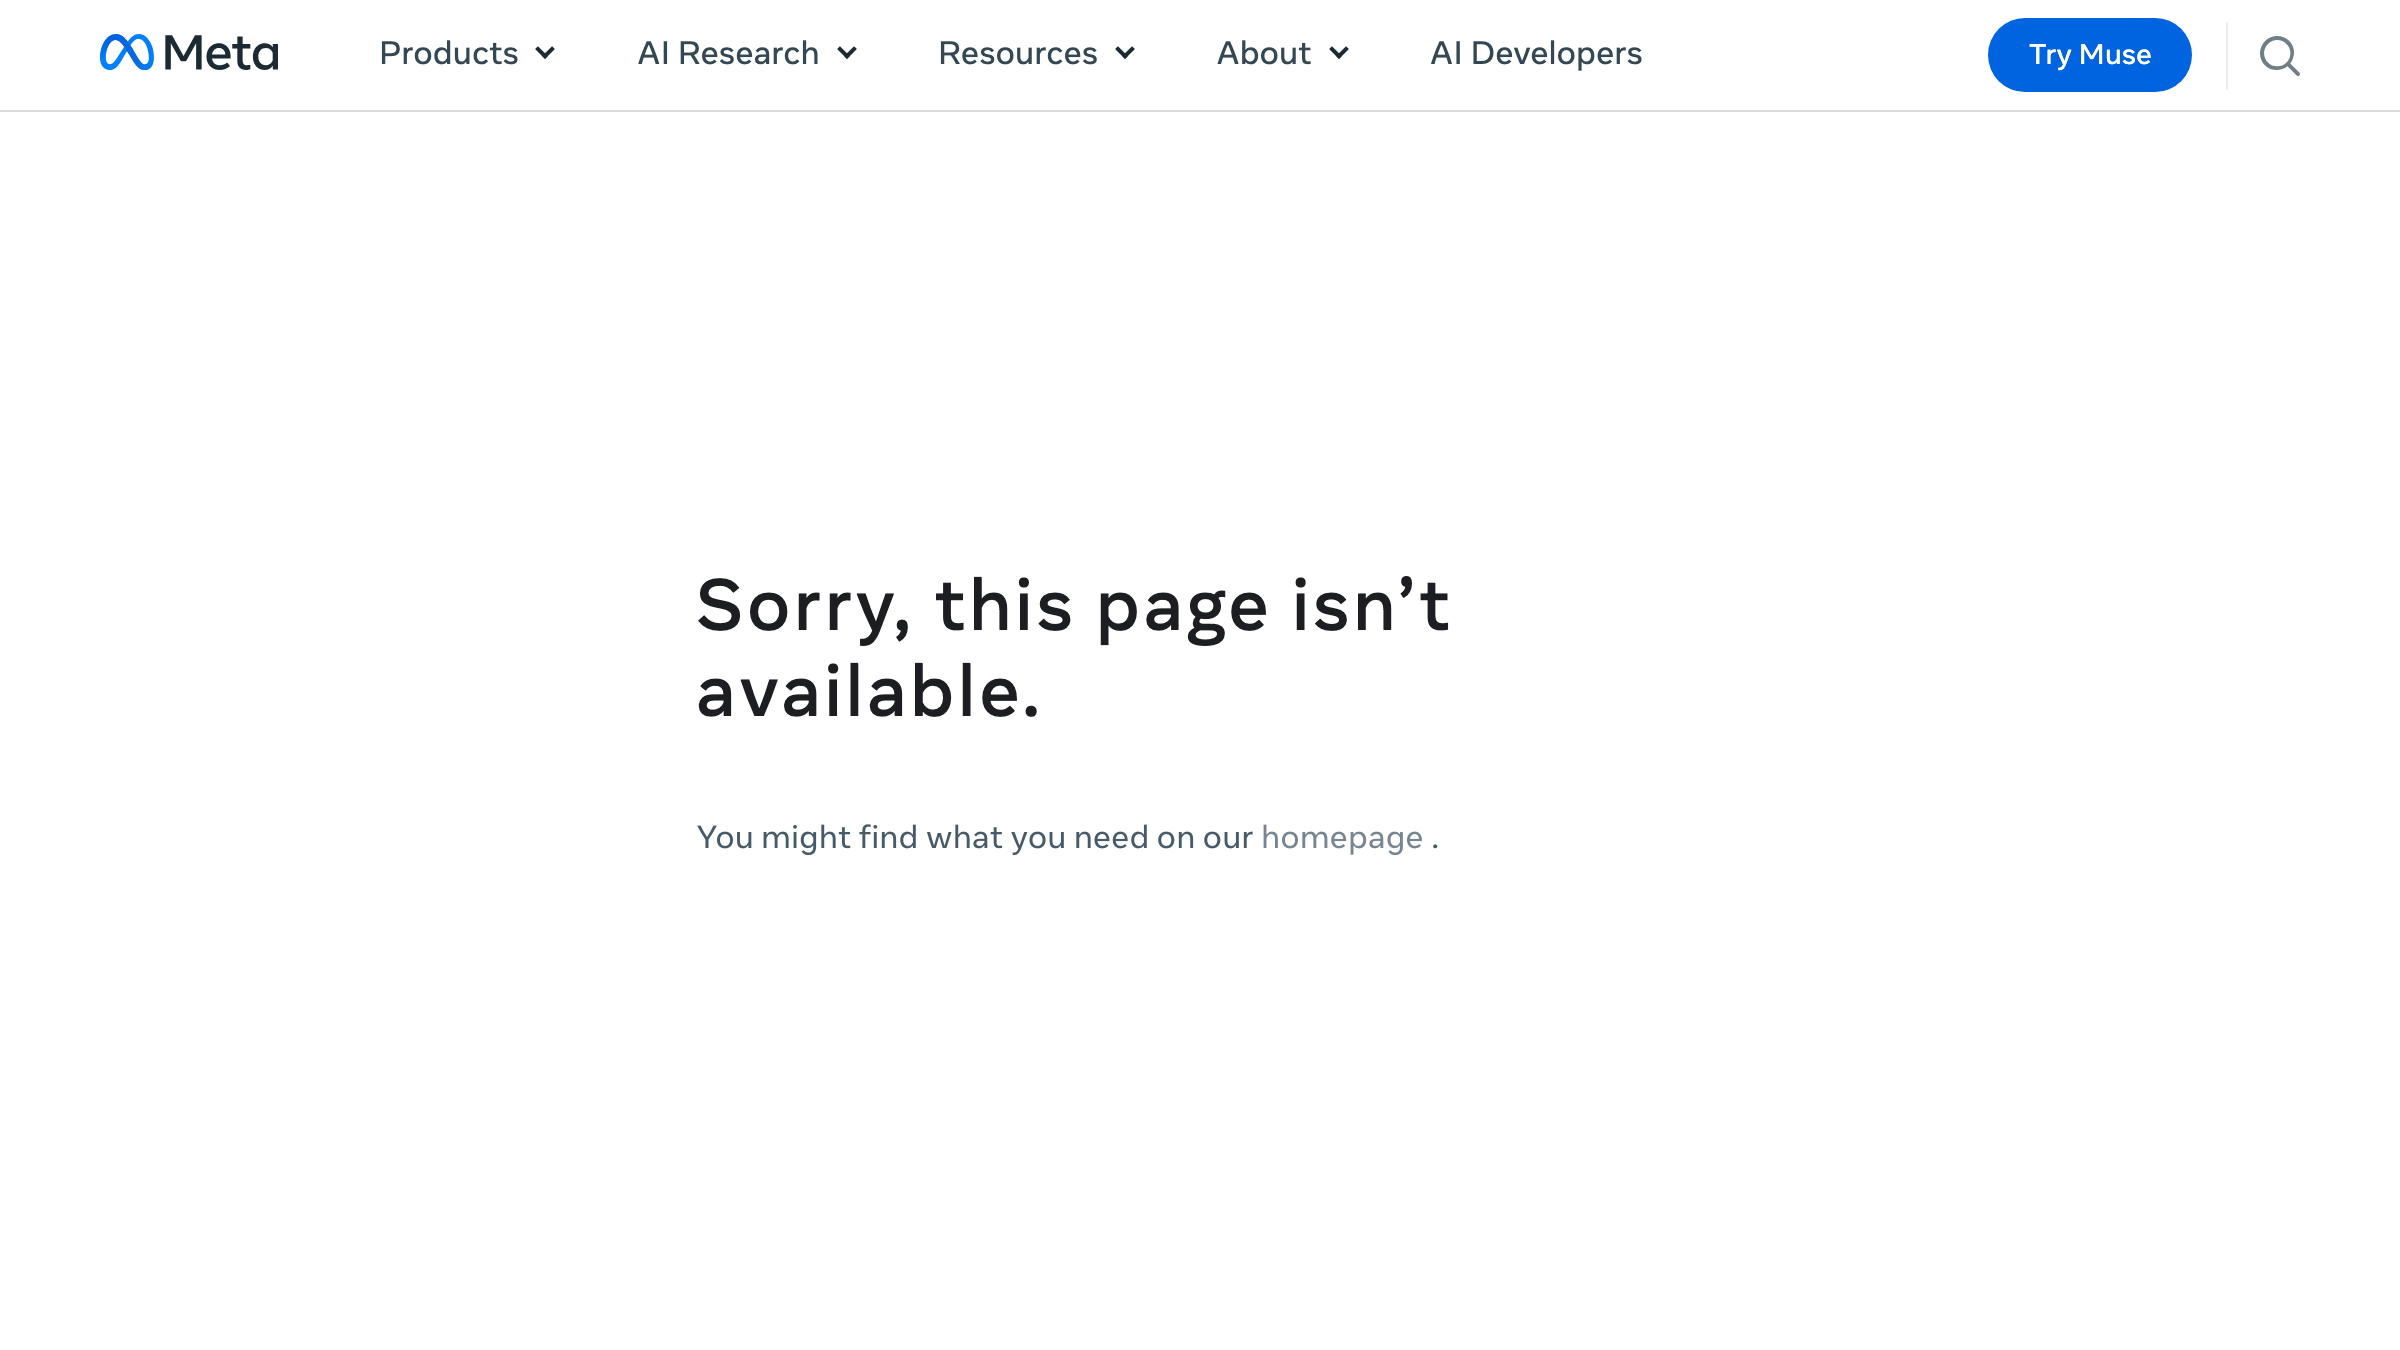 Meta
Products
AI Research
Resources
About
AI Developers
Try Muse
Sorry, this page isn’t
available.
You might find what you need on our homepage .